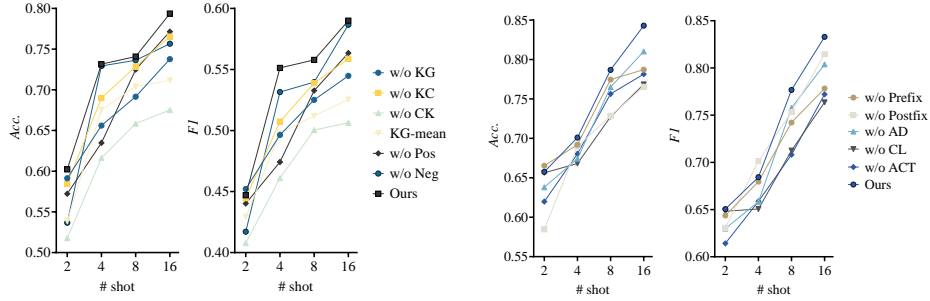 0.80
0.75
0.70
0.65
0.60
0.55
0.50
Acc.
2 4 8 16
# shot
0.60
0.55
0.50
0.45
0.40
F1
2 4 8 16
# shot
w/o KG
w/o KC
w/o CK
KG-mean
w/o Pos
w/o Neg
Ours
0.85
0.80
0.75
0.70
0.65
0.60
0.55
Acc.
2 4 8 16
# shot
0.85
0.80
0.75
0.70
0.65
0.60
F1
2 4 8 16
# shot
w/o Prefix
w/o Postfix
w/o AD
w/o CL
w/o ACT
Ours